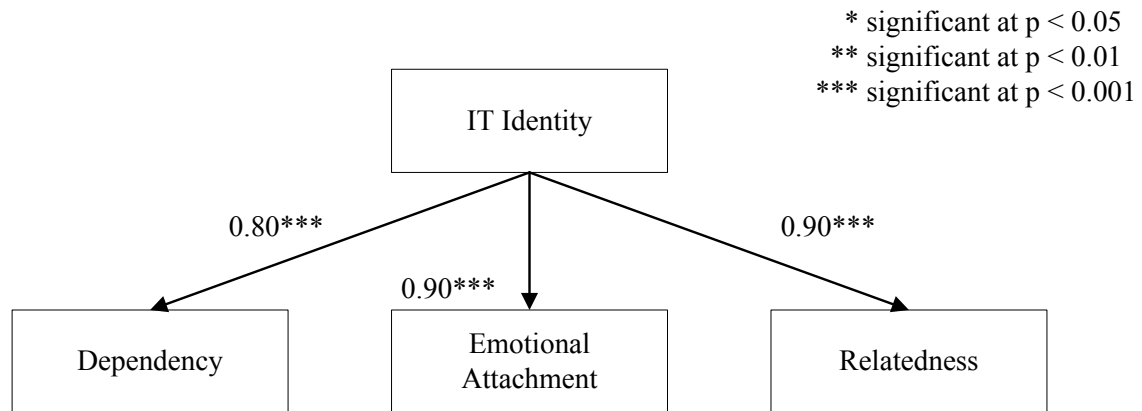 * significant at p < 0.05
** significant at p < 0.01
*** significant at p < 0.001
IT Identity
0.80***
0.90***
0.90***
Dependency
Emotional
Attachment
Relatedness